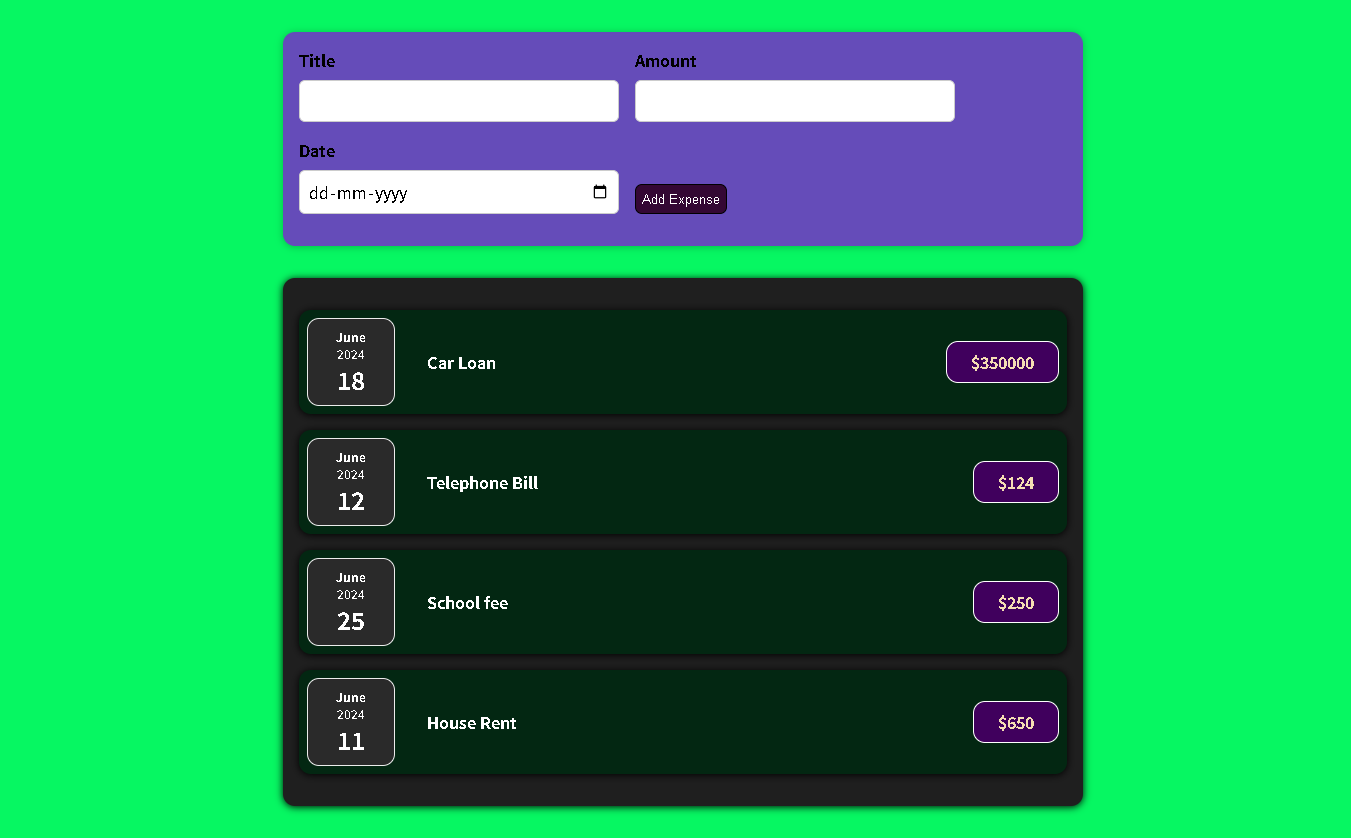 Title
Amount
Date
dd-mm-yyyy
Add Expense
June
2024
18
Car Loan
$350000
June
2024
12
Telephone Bill
$124
June
2024
25
School fee
$250
June
2024
11
House Rent
$650